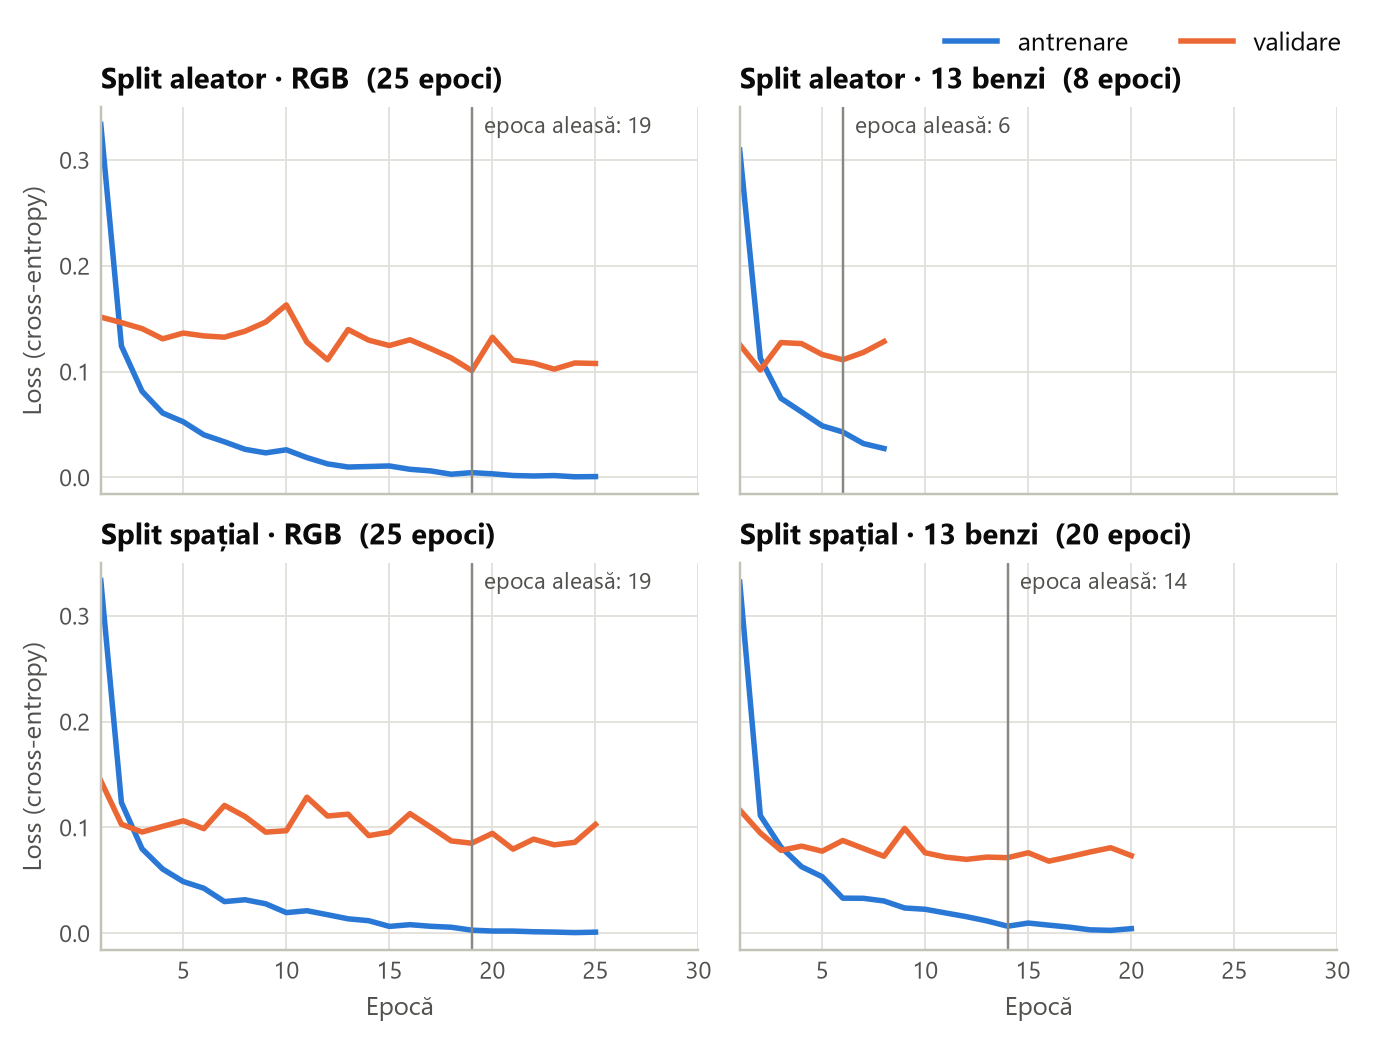 antrenare validare
Split aleator · RGB (25 epoci)
Split aleator · 13 benzi (8 epoci)
epoca aleasă: 19
epoca aleasă: 6
0.3
0.2
0.1
0.0
Loss (cross-entropy)
Split spațial · RGB (25 epoci)
Split spațial · 13 benzi (20 epoci)
epoca aleasă: 19
epoca aleasă: 14
0.3
0.2
0.1
0.0
Loss (cross-entropy)
5 10 15 20 25 30
5 10 15 20 25 30
Epocă
Epocă